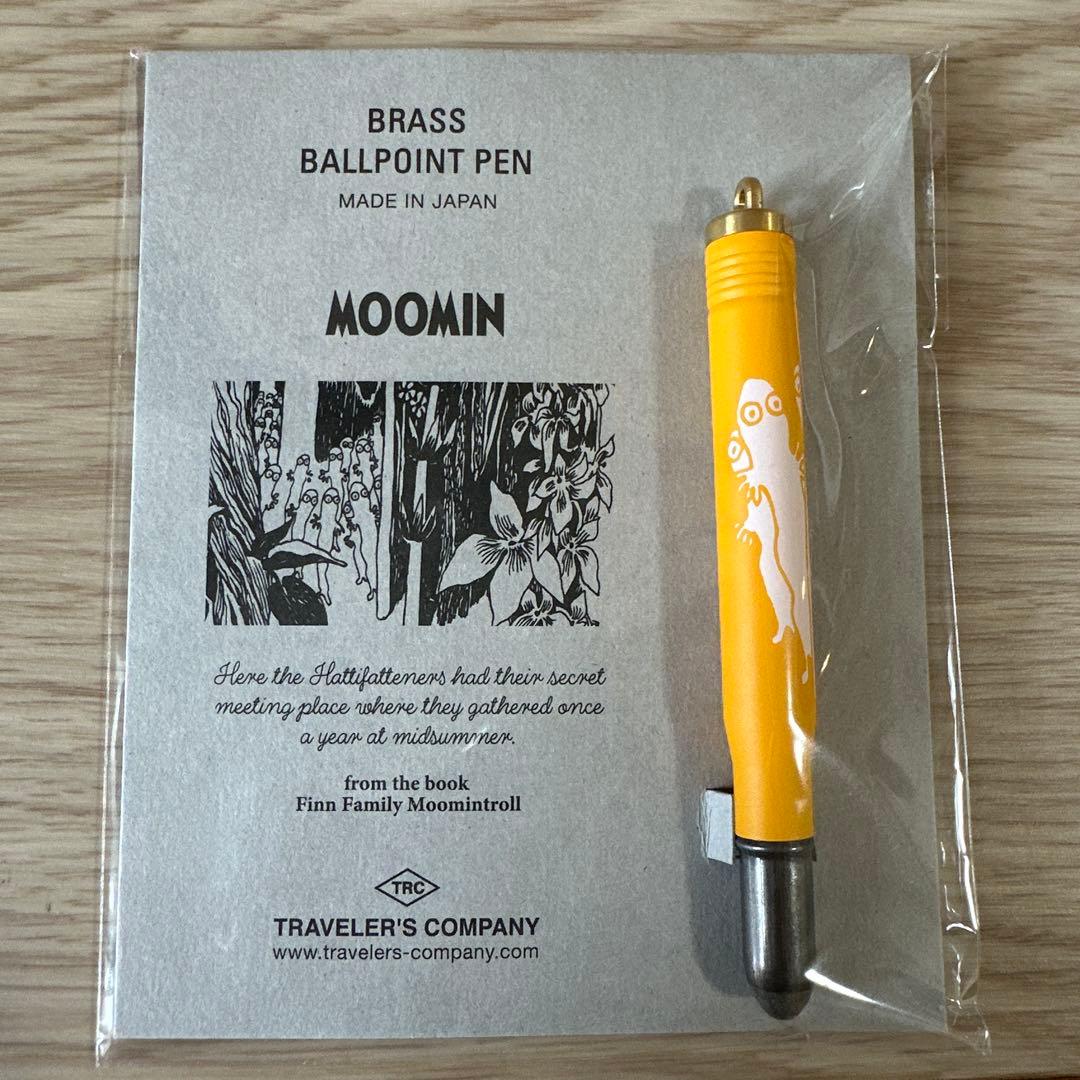 BRASS
BALLPOINT PEN
MADE IN JAPAN
MOOMIN
Here the Hattifatteners had their secret
meeting place where they gathered once
a year at midsummer.
from the book
Finn Family Moomintroll
TRC
TRAVELER'S COMPANY
www.travelers-company.com